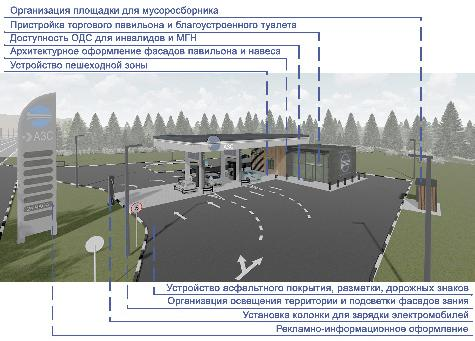 Организация площадки для мусоросборника
Пристройка торгового павильона и благоустроенного туалета
Доступность ОДС для инвалидов и МГН
Архитектурное оформление фасадов павильона и навеса
Устройство пешеходной зоны
АЗС
АЗС
Устройство асфальтного покрытия, разметки, дорожных знаков
Организация освещения территории и подсветки фасадов здания
Установка колонки для зарядки электромобилей
Рекламно-информационное оформление